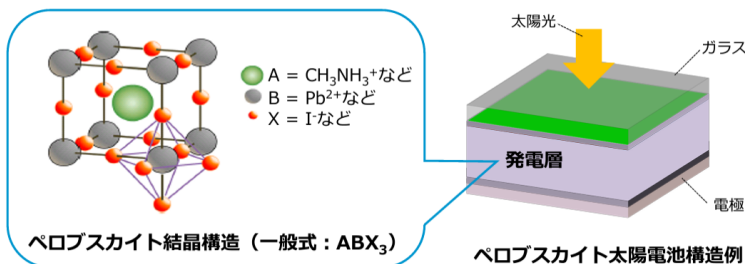 A = CH₃NH₃⁺など
B = Pb²⁺など
X = I⁻など
ペロブスカイト結晶構造（一般式：ABX₃）
太陽光
ガラス
発電層
電極
ペロブスカイト太陽電池構造例